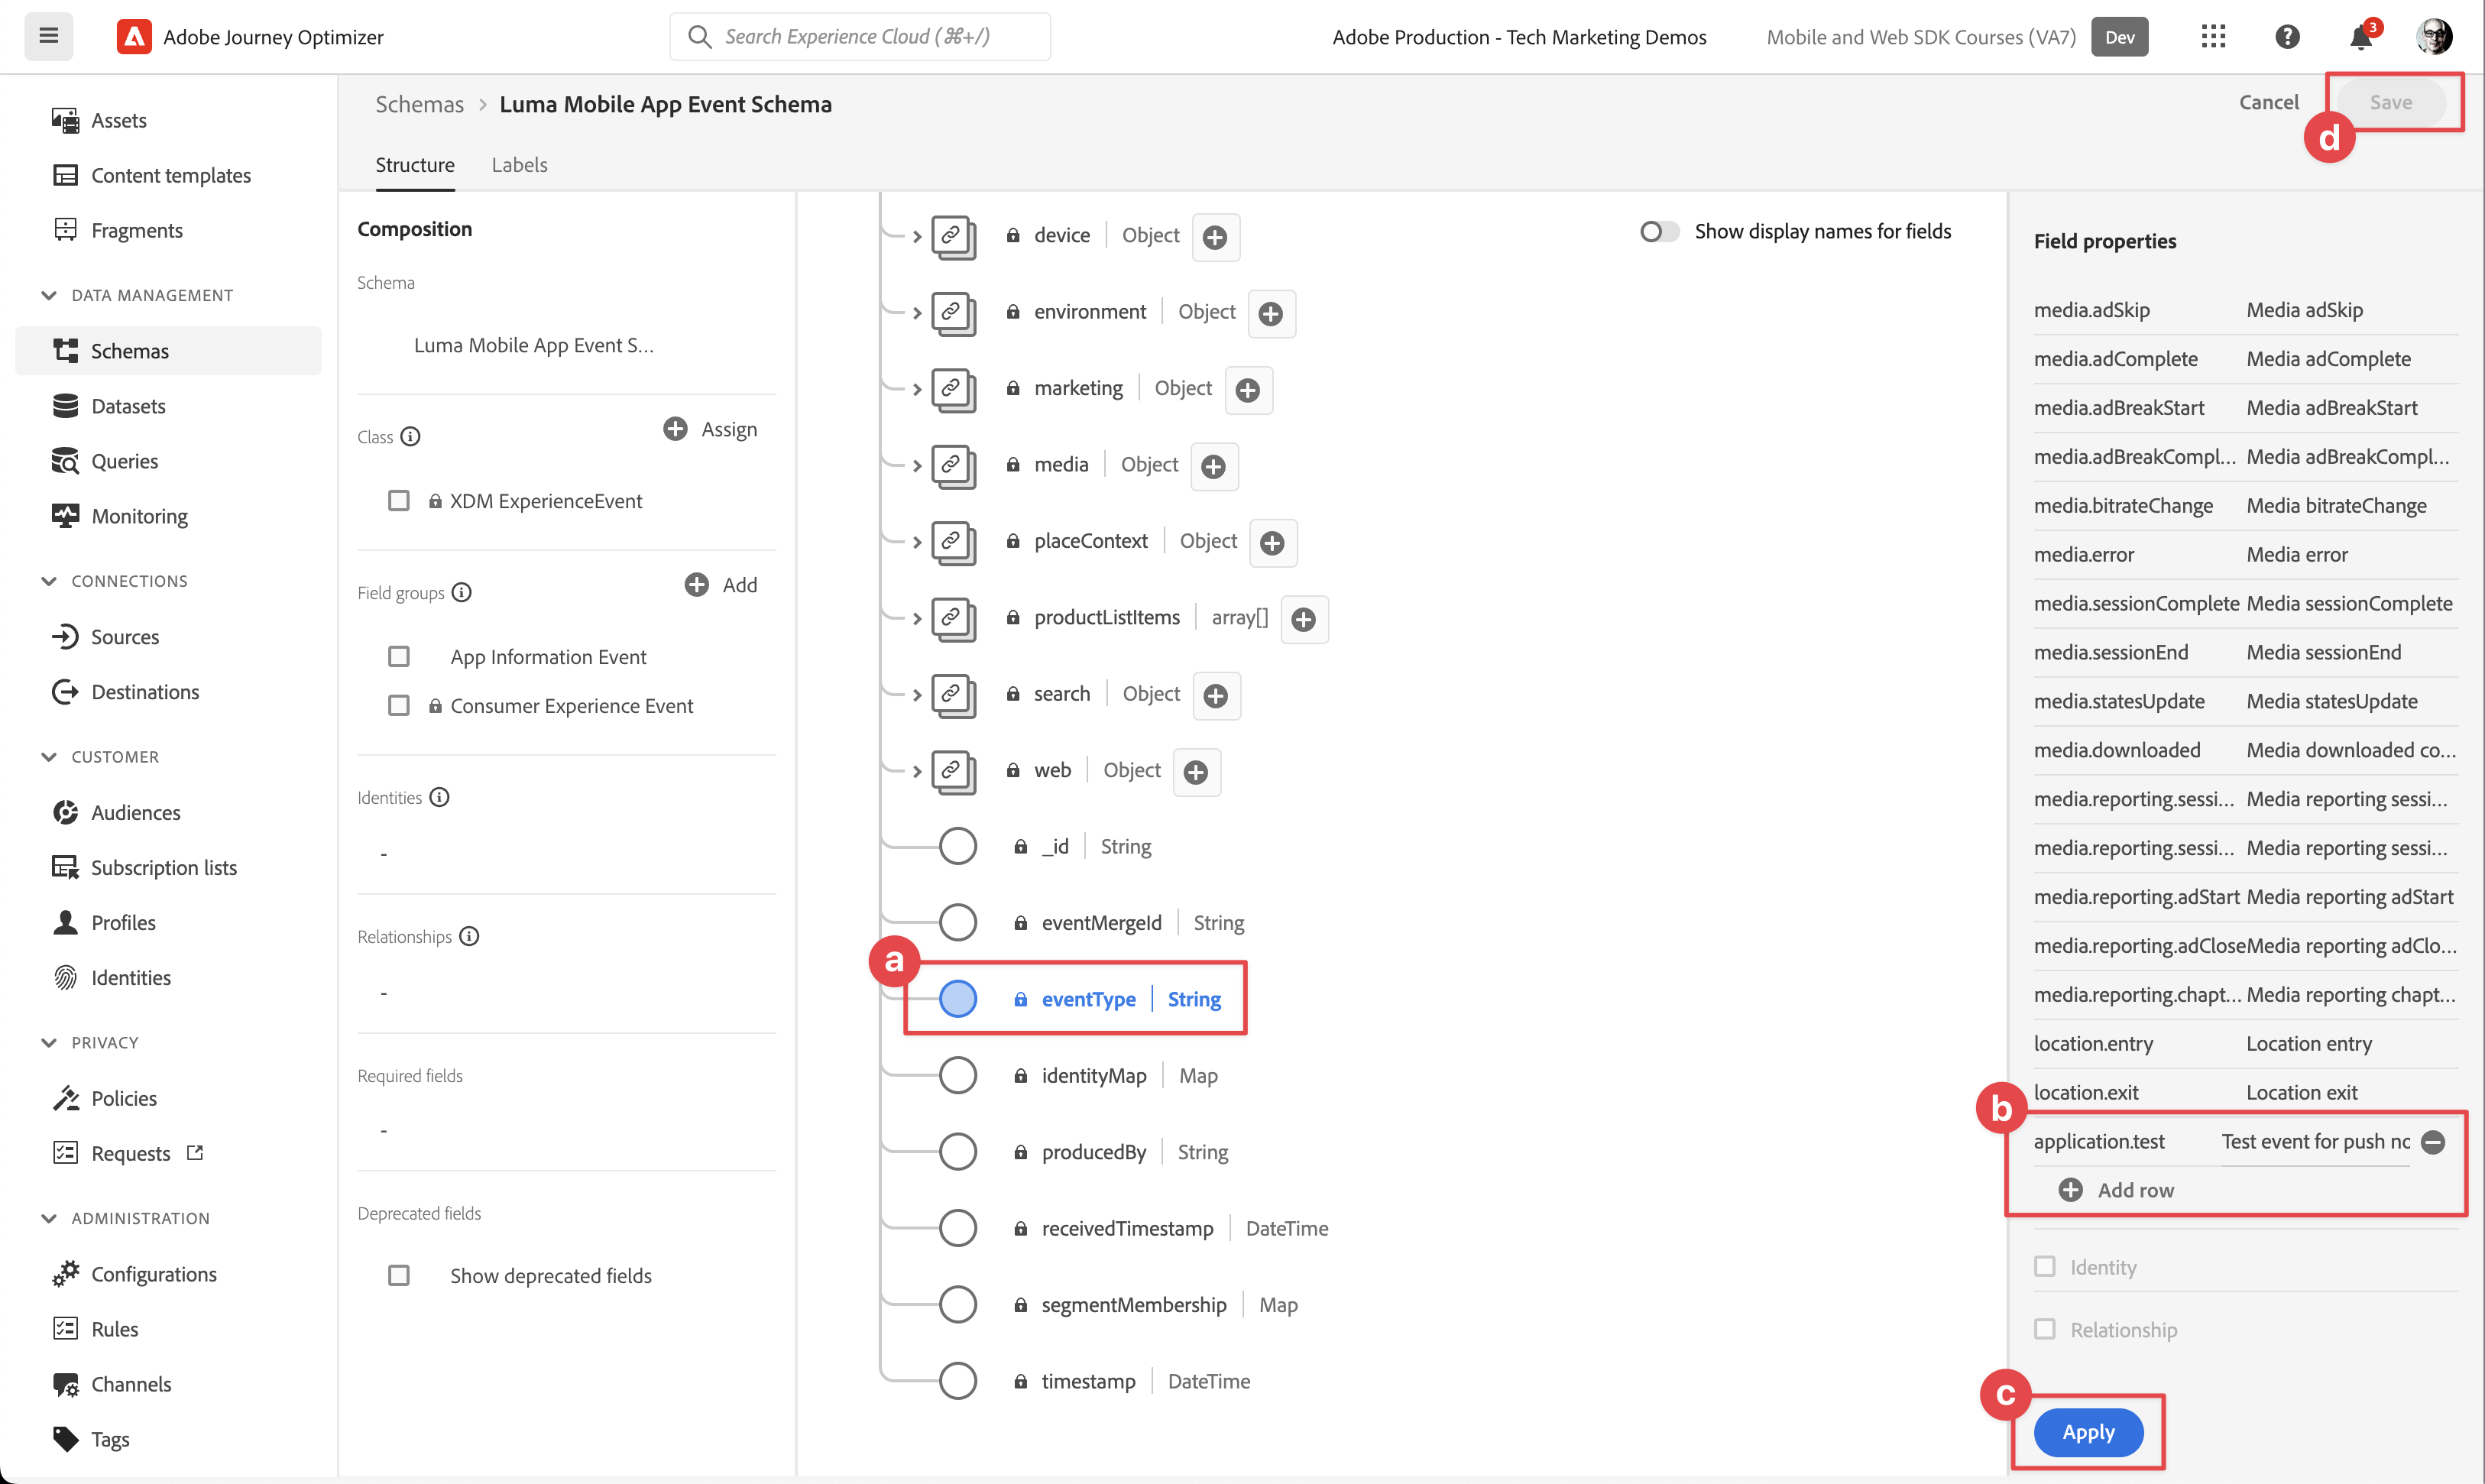 Adobe Journey Optimizer
Search Experience Cloud (⌘+/)
Adobe Production - Tech Marketing Demos
Mobile and Web SDK Courses (VA7)
Dev
3
Assets
Content templates
Fragments
DATA MANAGEMENT
Schemas
Datasets
Queries
Monitoring
CONNECTIONS
Sources
Destinations
CUSTOMER
Audiences
Subscription lists
Profiles
Identities
PRIVACY
Policies
Requests
ADMINISTRATION
Configurations
Rules
Channels
Tags
Schemas > Luma Mobile App Event Schema
Cancel
Save
d
Structure
Labels
Composition
Schema
Luma Mobile App Event S...
Class
Assign
XDM ExperienceEvent
Field groups
Add
App Information Event
Consumer Experience Event
Identities
-
Relationships
-
Required fields
-
Deprecated fields
Show deprecated fields
Show display names for fields
device | Object
environment | Object
marketing | Object
media | Object
placeContext | Object
productListItems | array[]
search | Object
web | Object
_id | String
eventMergeId | String
a
eventType | String
identityMap | Map
producedBy | String
receivedTimestamp | DateTime
segmentMembership | Map
timestamp | DateTime
Field properties
media.adSkip Media adSkip
media.adComplete Media adComplete
media.adBreakStart Media adBreakStart
media.adBreakCompl... Media adBreakCompl...
media.bitrateChange Media bitrateChange
media.error Media error
media.sessionComplete Media sessionComplete
media.sessionEnd Media sessionEnd
media.statesUpdate Media statesUpdate
media.downloaded Media downloaded co...
media.reporting.sessi... Media reporting sessi...
media.reporting.sessi... Media reporting sessi...
media.reporting.adStart Media reporting adStart
media.reporting.adClose Media reporting adClo...
media.reporting.chapt... Media reporting chapt...
location.entry Location entry
location.exit Location exit
b
application.test Test event for push no
Add row
Identity
Relationship
c
Apply